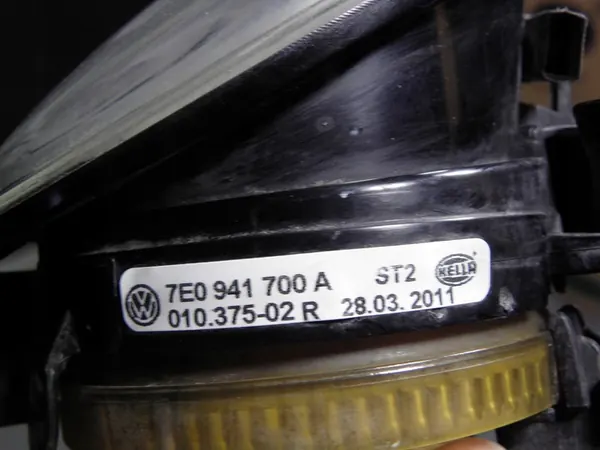 7E0 941 700 A ST2 HELLA
010.375-02 R 28.03.2011